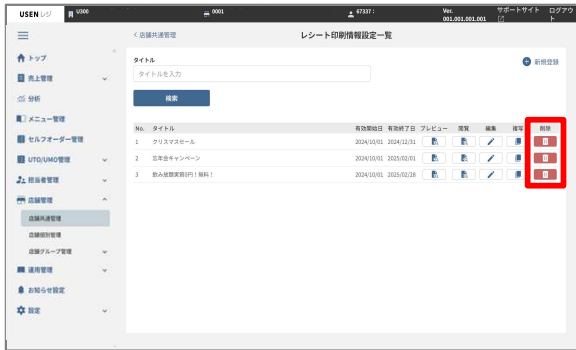 USEN レジ U300 0001 67337： Ver. 001.001.001.001 サポートサイト ログアウト
< 店舗共通管理 レシート印刷情報設定一覧
トップ
売上管理
分析
メニュー管理
セルフオーダー管理
UTO/UMO管理
担当者管理
店舗管理
店舗共通管理
店舗個別管理
店舗グループ管理
運用管理
お知らせ設定
設定
タイトル
新規登録
タイトルを入力
検索
No. タイトル 有効開始日 有効終了日 プレビュー 閲覧 編集 複写 削除
1 クリスマスセール 2024/10/01 2024/12/31
2 忘年会キャンペーン 2024/10/01 2025/02/01
3 飲み放題実質0円！無料！ 2024/10/01 2025/02/28